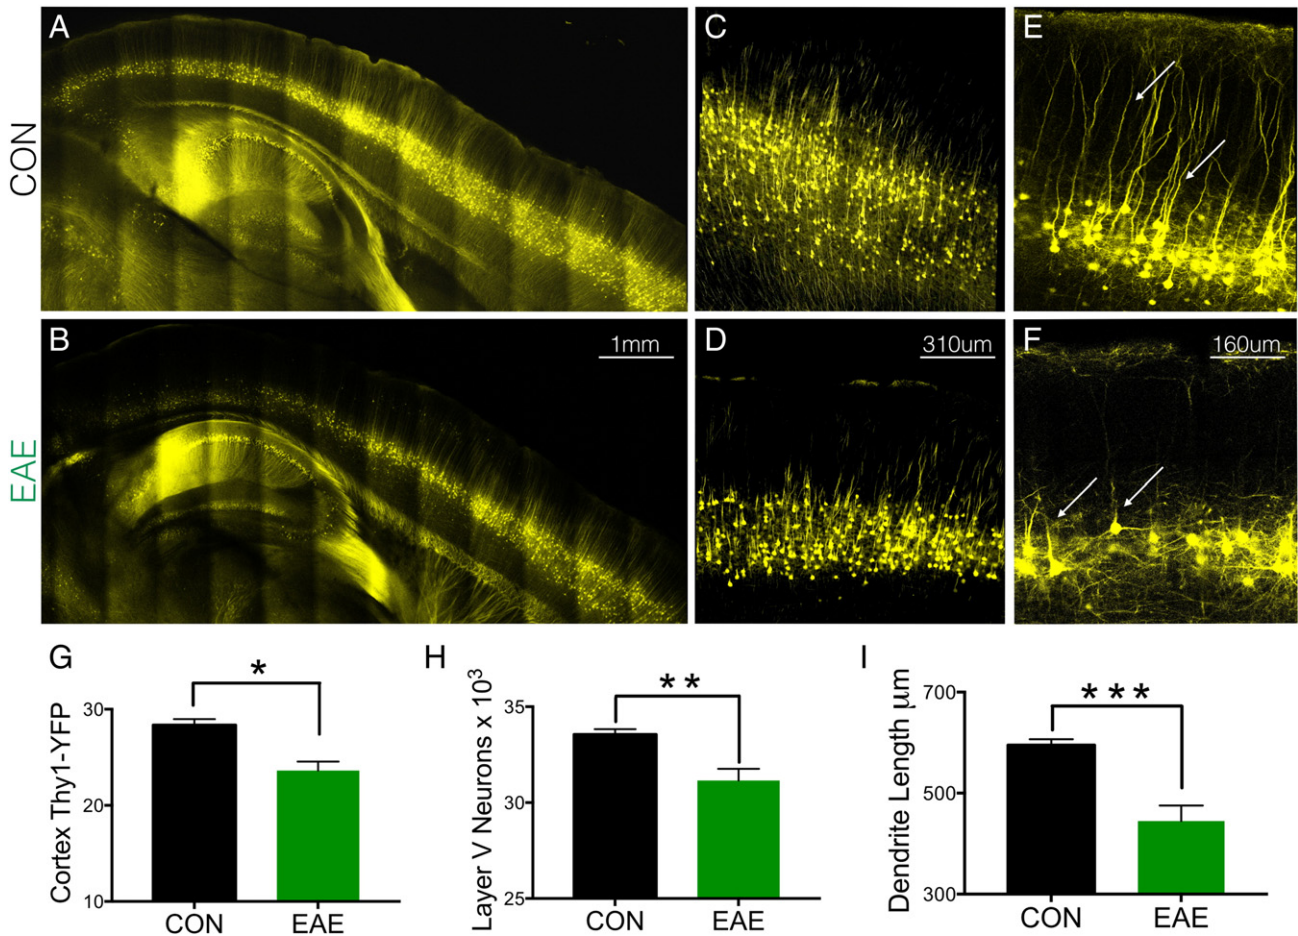 A
C
E
CON
B
1mm
D
310um
F
160um
EAE
G
H
I
*
**
***
Cortex Thy1-YFP
30
20
10
CON EAE
Layer V Neurons x 10³
35
30
25
CON EAE
Dendrite Length µm
700
500
300
CON EAE